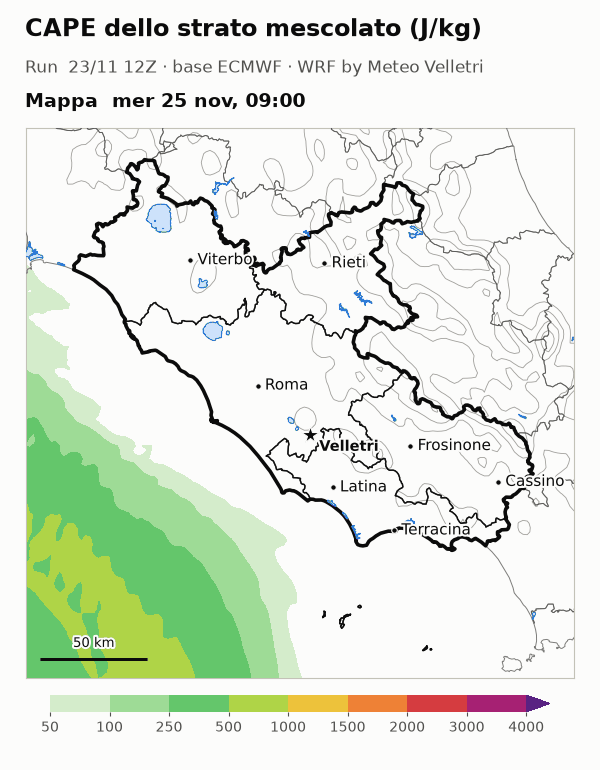 CAPE dello strato mescolato (J/kg)
Run  23/11 12Z · base ECMWF · WRF by Meteo Velletri
Mappa  mer 25 nov, 09:00
Viterbo
Rieti
Roma
Velletri
Frosinone
Cassino
Latina
Terracina
50 km
50 100 250 500 1000 1500 2000 3000 4000